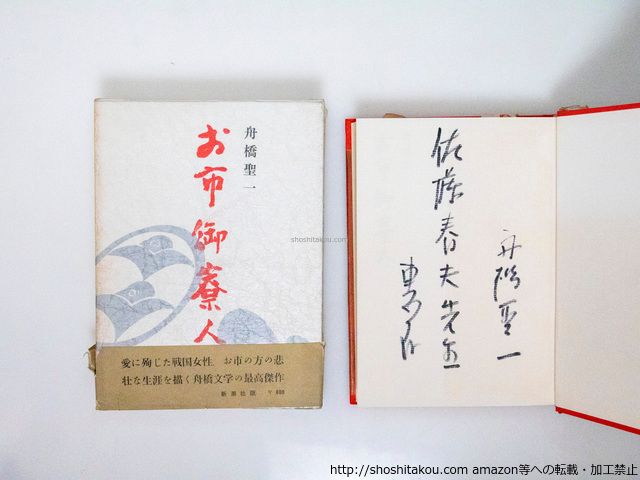 舟橋聖一
お市御寮人
愛に殉じた戦国女性 お市の方の悲
壮な生涯を描く舟橋文学の最高傑作
新潮社版 ¥
佐藤春夫先生
舟橋聖一
shoshitakou.com
http://shoshitakou.com amazon等への転載・加工禁止